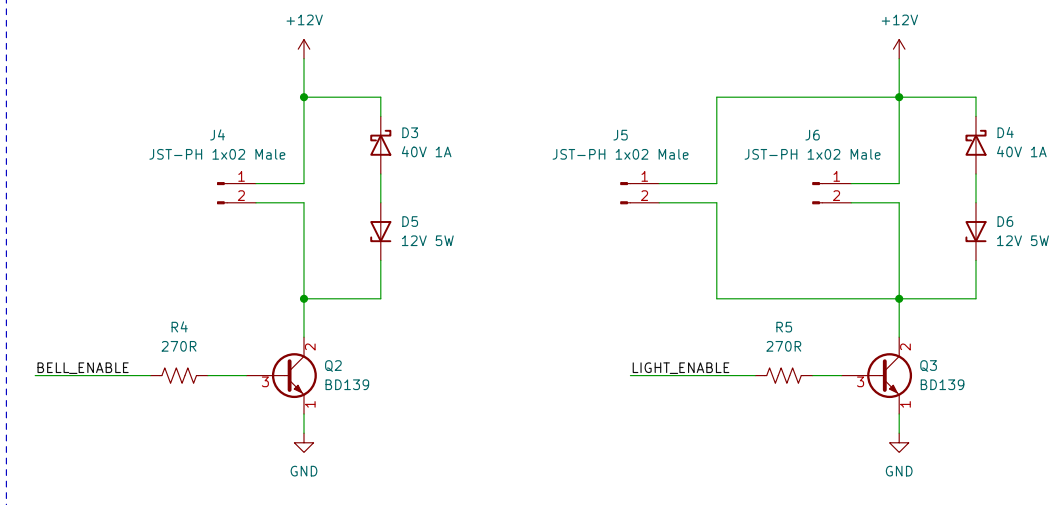 +12V
J4
JST-PH 1x02 Male
1
2
D3
40V 1A
D5
12V 5W
R4
270R
BELL_ENABLE
3
2
1
Q2
BD139
GND
+12V
J5
JST-PH 1x02 Male
1
2
J6
JST-PH 1x02 Male
1
2
D4
40V 1A
D6
12V 5W
R5
270R
LIGHT_ENABLE
3
2
1
Q3
BD139
GND